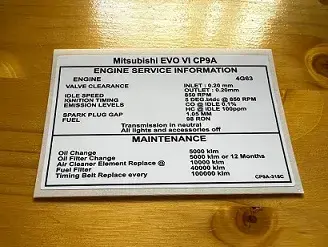 Mitsubishi EVO VI CP9A
ENGINE SERVICE INFORMATION
ENGINE 4G63
VALVE CLEARANCE INLET : 0.20 mm
OUTLET : 0.20mm
IDLE SPEED 850 RPM
IGNITION TIMING 5 DEG btdc @ 850 RPM
EMISSION LEVELS CO @ 0.1%
HC @ IDLE 100ppm
SPARK PLUG GAP 1.05 MM
FUEL 98 RON
Transmission in neutral
All lights and accessories off
MAINTENANCE
Oil Change 5000 klm
Oil Filter Change 5000 klm or 12 Months
Air Cleaner Element Replace @ 10000 klm
Fuel Filter 40000 klm
Timing Belt Replace every 100000 klm
CP9A-31SC